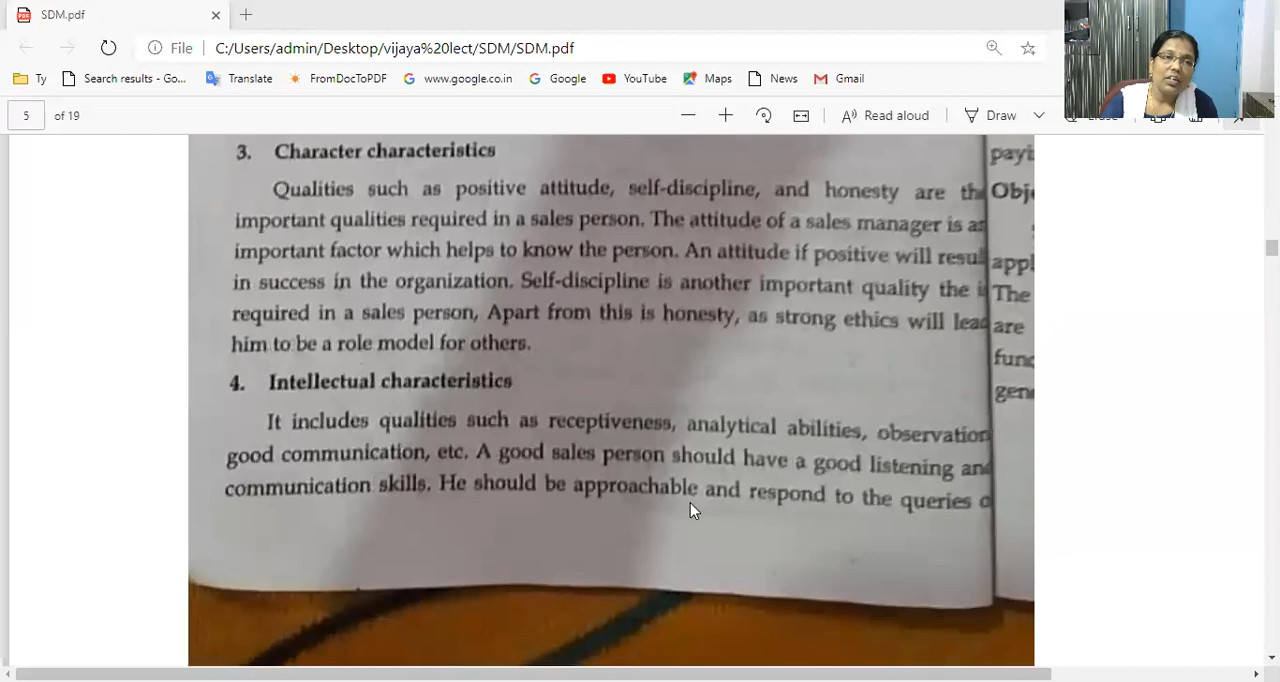 SDM.pdf
File
C:/Users/admin/Desktop/vijaya%20lect/SDM/SDM.pdf
Ty
Search results - Go...
Translate
FromDocToPDF
www.google.co.in
Google
YouTube
Maps
News
Gmail
5 of 19
Read aloud
Draw
3. Character characteristics
Qualities such as positive attitude, self-discipline, and honesty are
important qualities required in a sales person. The attitude of a sales manager is
important factor which helps to know the person. An attitude if positive will
in success in the organization. Self-discipline is another important quality the
required in a sales person, Apart from this is honesty, as strong ethics will lead
him to be a role model for others.
4. Intellectual characteristics
It includes qualities such as receptiveness, analytical abilities, observation
good communication, etc. A good sales person should have a good listening
communication skills. He should be approachable and respond to the queries
The
are